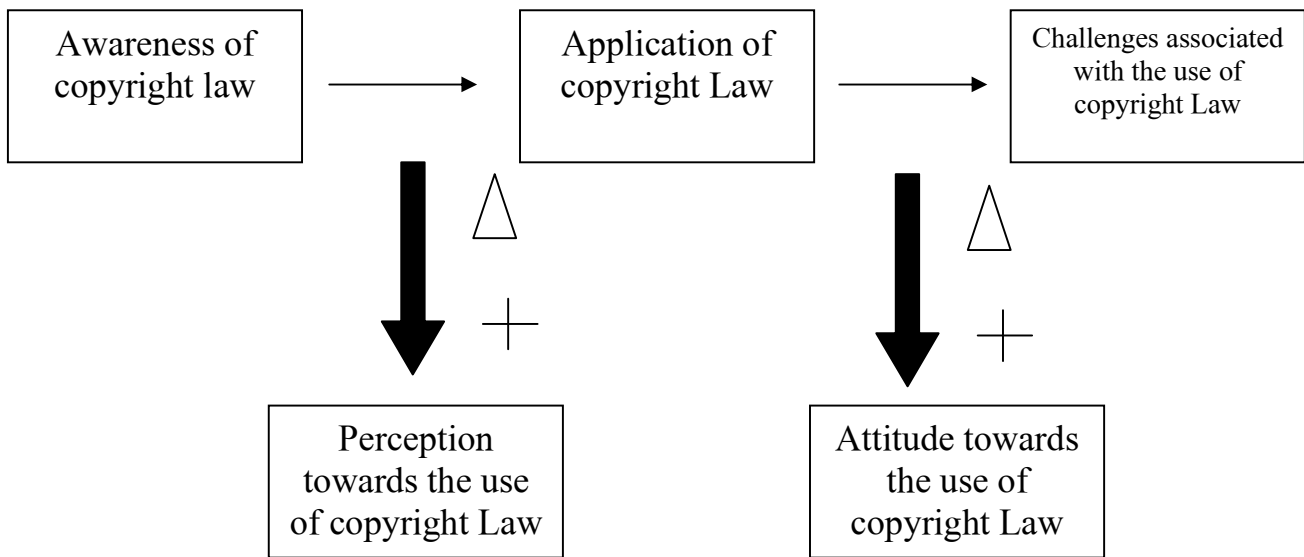 Awareness of
copyright law
Application of
copyright Law
Challenges associated
with the use of
copyright Law
Perception
towards the use
of copyright Law
Attitude towards
the use of
copyright Law